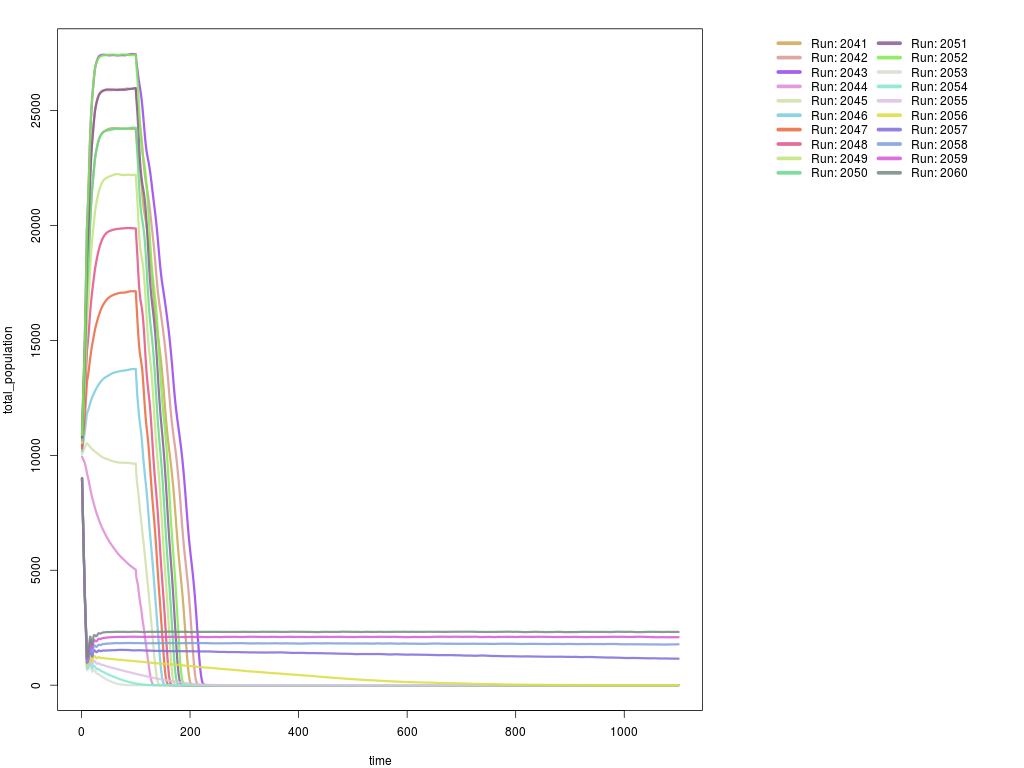 total_population
25000
20000
15000
10000
5000
0
0 200 400 600 800 1000
time
Run: 2041 Run: 2051
Run: 2042 Run: 2052
Run: 2043 Run: 2053
Run: 2044 Run: 2054
Run: 2045 Run: 2055
Run: 2046 Run: 2056
Run: 2047 Run: 2057
Run: 2048 Run: 2058
Run: 2049 Run: 2059
Run: 2050 Run: 2060